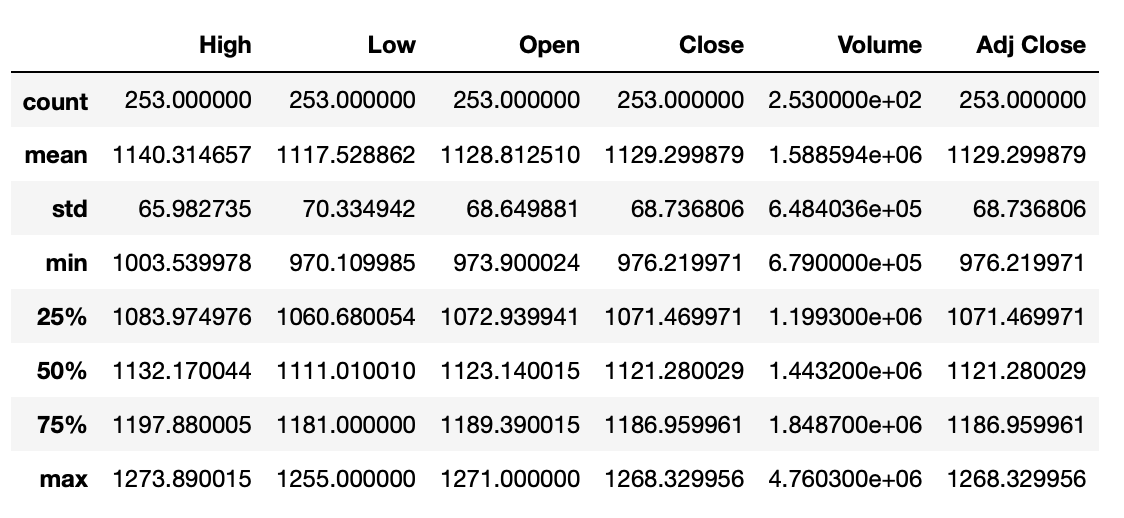 High Low Open Close Volume Adj Close
count 253.000000 253.000000 253.000000 253.000000 2.530000e+02 253.000000
mean 1140.314657 1117.528862 1128.812510 1129.299879 1.588594e+06 1129.299879
std 65.982735 70.334942 68.649881 68.736806 6.484036e+05 68.736806
min 1003.539978 970.109985 973.900024 976.219971 6.790000e+05 976.219971
25% 1083.974976 1060.680054 1072.939941 1071.469971 1.199300e+06 1071.469971
50% 1132.170044 1111.010010 1123.140015 1121.280029 1.443200e+06 1121.280029
75% 1197.880005 1181.000000 1189.390015 1186.959961 1.848700e+06 1186.959961
max 1273.890015 1255.000000 1271.000000 1268.329956 4.760300e+06 1268.329956